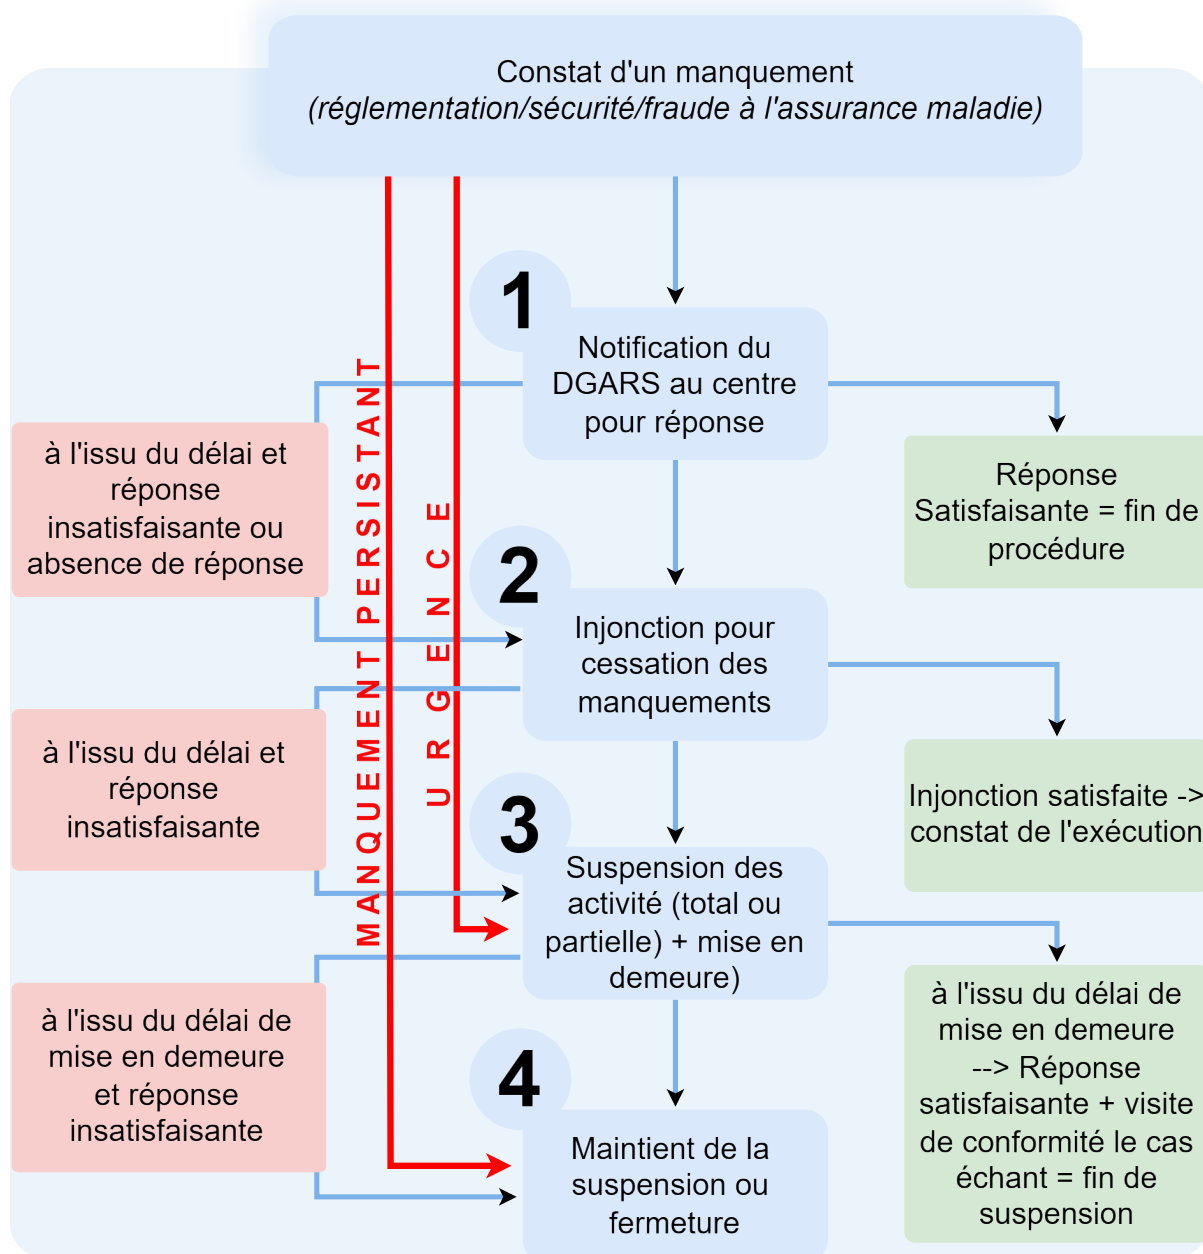 Constat d'un manquement
(réglementation/sécurité/fraude à l'assurance maladie)
1
Notification du
DGARS au centre
pour réponse
à l'issu du délai et
réponse
insatisfaisante ou
absence de réponse
Réponse
Satisfaisante = fin de
procédure
MANQUEMENT PERSISTANT
URGENCE
2
Injonction pour
cessation des
manquements
à l'issu du délai et
réponse
insatisfaisante
Injonction satisfaite ->
constat de l'exécution
3
Suspension des
activité (total ou
partielle) + mise en
demeure)
à l'issu du délai de
mise en demeure
et réponse
insatisfaisante
à l'issu du délai de
mise en demeure
--> Réponse
satisfaisante + visite
de conformité le cas
échant = fin de
suspension
4
Maintient de la
suspension ou
fermeture